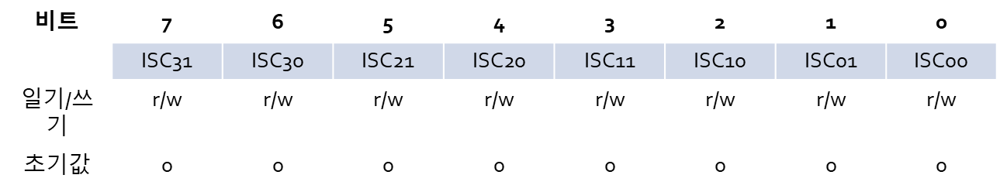 비트 7 6 5 4 3 2 1 0
ISC31 ISC30 ISC21 ISC20 ISC11 ISC10 ISC01 ISC00
일기/쓰 r/w r/w r/w r/w r/w r/w r/w r/w
기
초기값 0 0 0 0 0 0 0 0